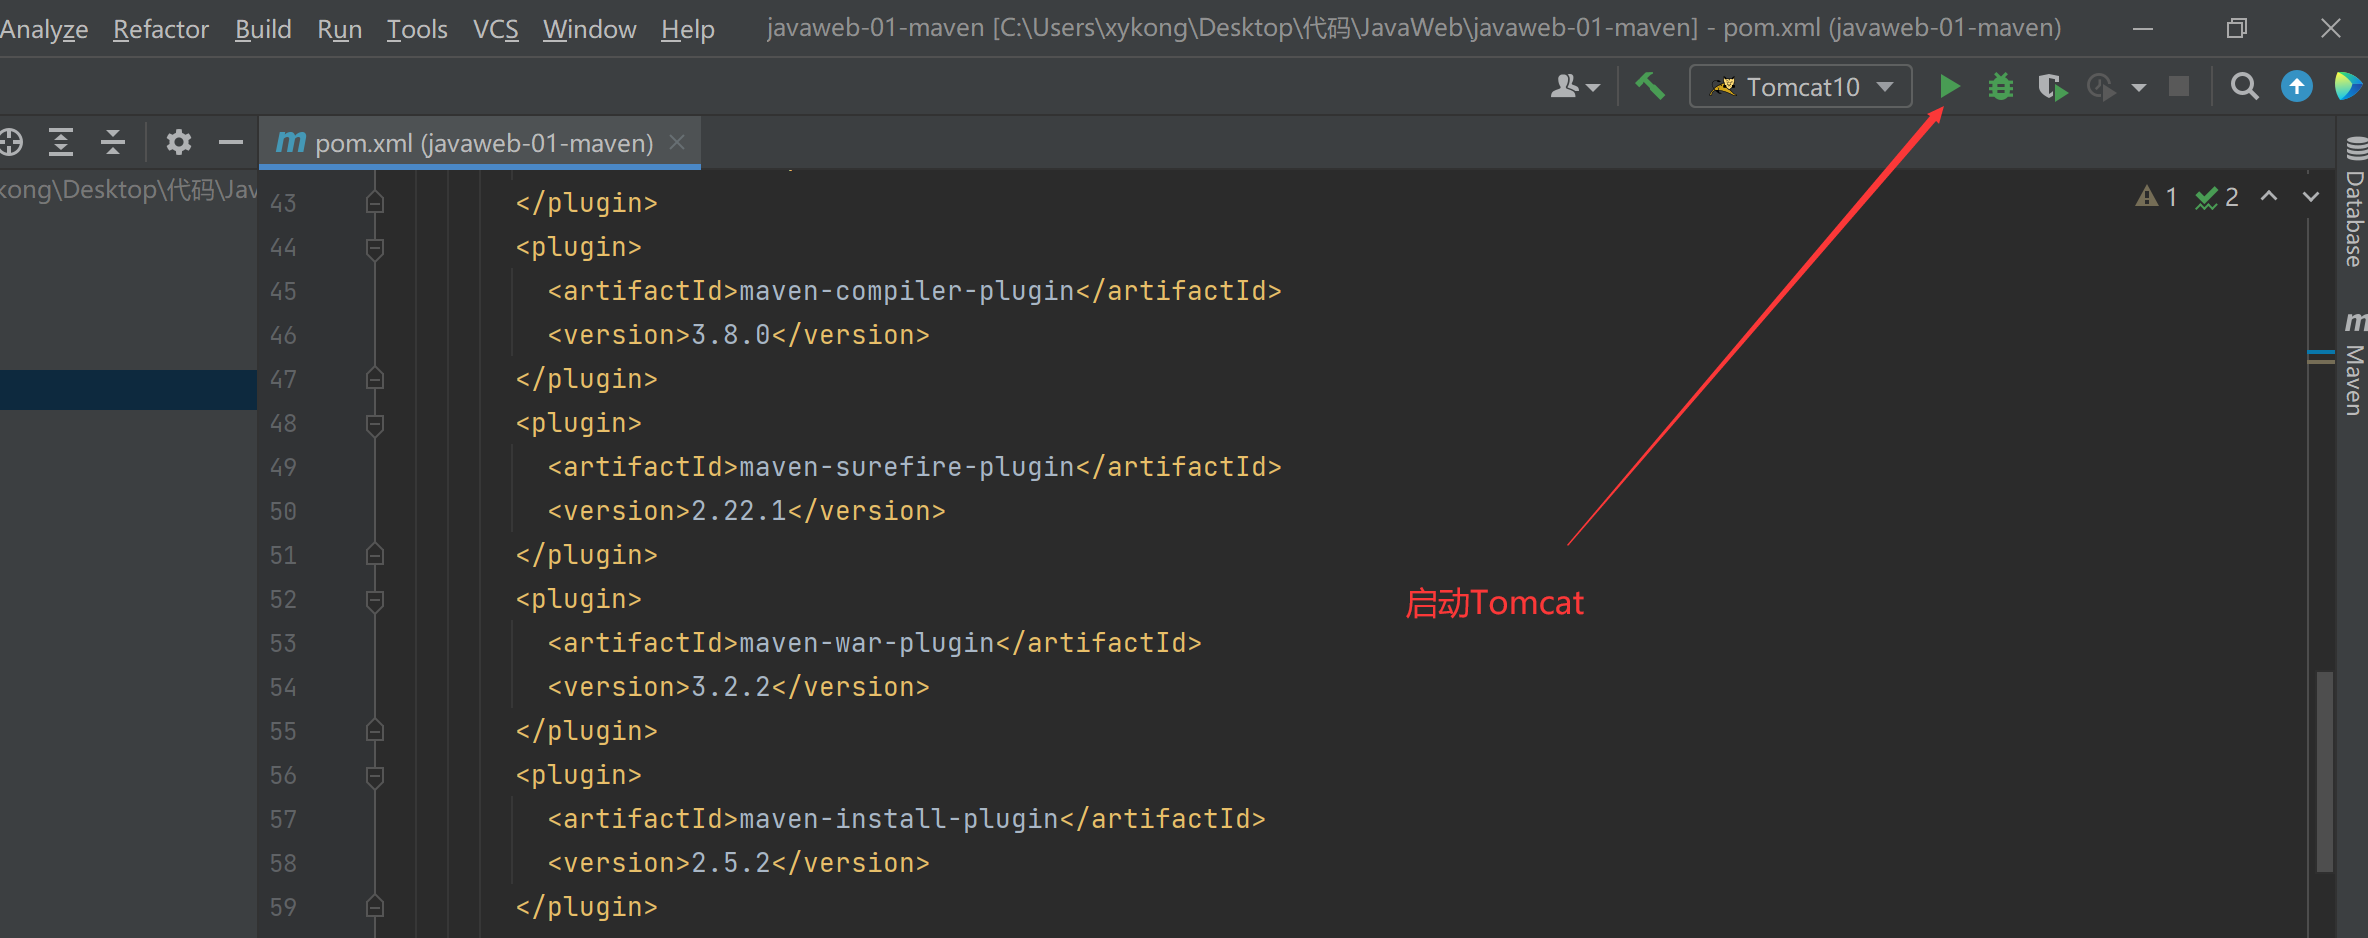 Analyze Refactor Build Run Tools VCS Window Help javaweb-01-maven [C:\Users\xykong\Desktop\代码\JavaWeb\javaweb-01-maven] - pom.xml (javaweb-01-maven)
Tomcat10
m pom.xml (javaweb-01-maven)
kong\Desktop\代码\Jav
1 2
43 </plugin>
44 <plugin>
45 <artifactId>maven-compiler-plugin</artifactId>
46 <version>3.8.0</version>
47 </plugin>
48 <plugin>
49 <artifactId>maven-surefire-plugin</artifactId>
50 <version>2.22.1</version>
51 </plugin>
52 <plugin>
53 <artifactId>maven-war-plugin</artifactId>
54 <version>3.2.2</version>
55 </plugin>
56 <plugin>
57 <artifactId>maven-install-plugin</artifactId>
58 <version>2.5.2</version>
59 </plugin>
启动Tomcat
Database
m Maven